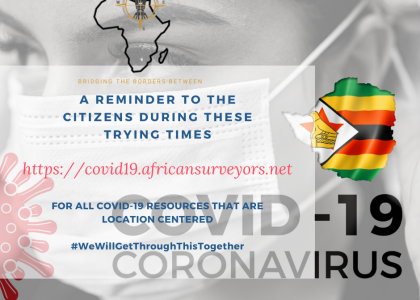 BRIDGING THE BORDERS BETWEEN
A REMINDER TO THE
CITIZENS DURING THESE
TRYING TIMES
https://covid19.africansurveyors.net
FOR ALL COVID-19 RESOURCES THAT ARE
LOCATION CENTERED
#WeWillGetThroughThisTogether
COVID-19
CORONAVIRUS